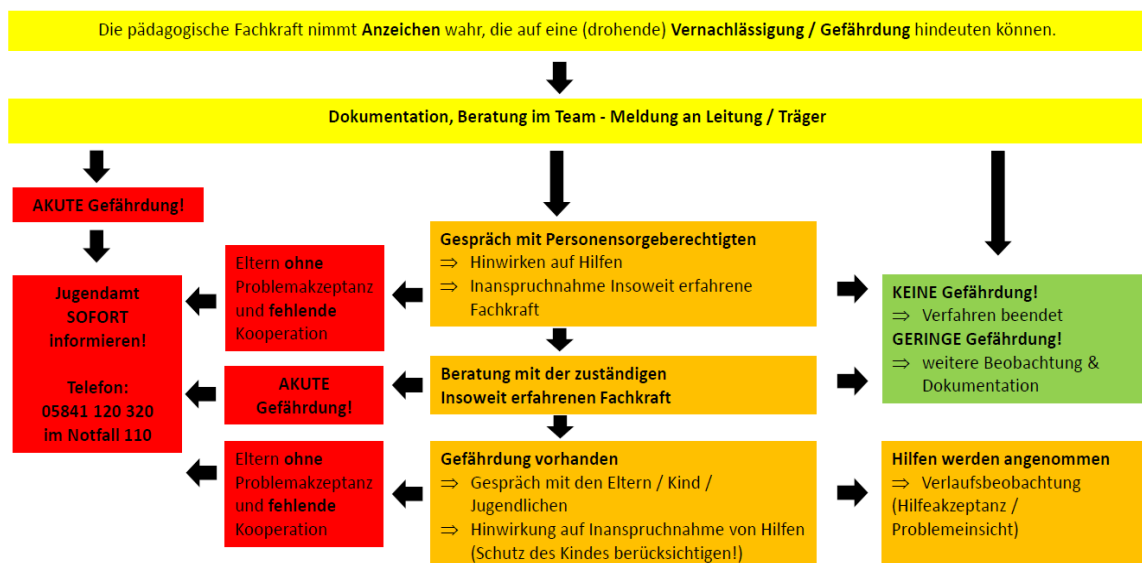 Die pädagogische Fachkraft nimmt Anzeichen wahr, die auf eine (drohende) Vernachlässigung / Gefährdung hindeuten können.
Dokumentation, Beratung im Team - Meldung an Leitung / Träger
AKUTE Gefährdung!
Jugendamt
SOFORT
informieren!
Telefon:
05841 120 320
im Notfall 110
Eltern ohne
Problemakzeptanz
und fehlende
Kooperation
Gespräch mit Personensorgeberechtigten
⇒ Hinwirken auf Hilfen
⇒ Inanspruchnahme Insoweit erfahrene
Fachkraft
KEINE Gefährdung!
⇒ Verfahren beendet
GERINGE Gefährdung!
⇒ weitere Beobachtung &
Dokumentation
AKUTE
Gefährdung!
Beratung mit der zuständigen
Insoweit erfahrenen Fachkraft
Eltern ohne
Problemakzeptanz
und fehlende
Kooperation
Gefährdung vorhanden
⇒ Gespräch mit den Eltern / Kind /
Jugendlichen
⇒ Hinwirkung auf Inanspruchnahme von Hilfen
(Schutz des Kindes berücksichtigen!)
Hilfen werden angenommen
⇒ Verlaufsbeobachtung
(Hilfeakzeptanz /
Problemeinsicht)